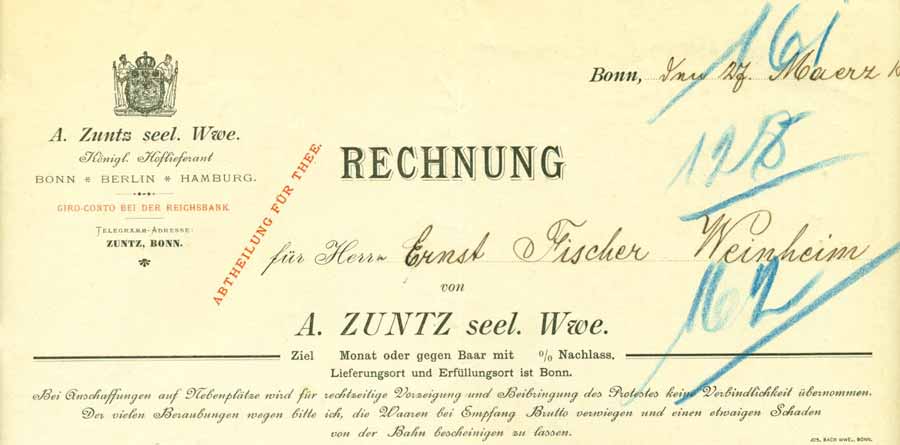 161
Bonn, den 27. Maerz
A. Zuntz seel. Wwe.
Königl. Hoflieferant
BONN * BERLIN * HAMBURG.
GIRO-CONTO BEI DER REICHSBANK.
TELEGRAMM-ADRESSE:
ZUNTZ, BONN.
ABTHEILUNG FÜR THEE.
RECHNUNG
128
für Herrn Ernst Fischer Weinheim
von
162
A. ZUNTZ seel. Wwe.
Ziel Monat oder gegen Baar mit % Nachlass.
Lieferungsort und Erfüllungsort ist Bonn.
Bei Anschaffungen auf Nebenplätze wird für rechtzeitige Vorzeigung und Beibringung des Protestes keine Verbindlichkeit übernommen.
Der vielen Beraubungen wegen bitte ich, die Waaren bei Empfang Brutto verwiegen und einen etwaigen Schaden
von der Bahn bescheinigen zu lassen.
JOS. BACH WWE., BONN.